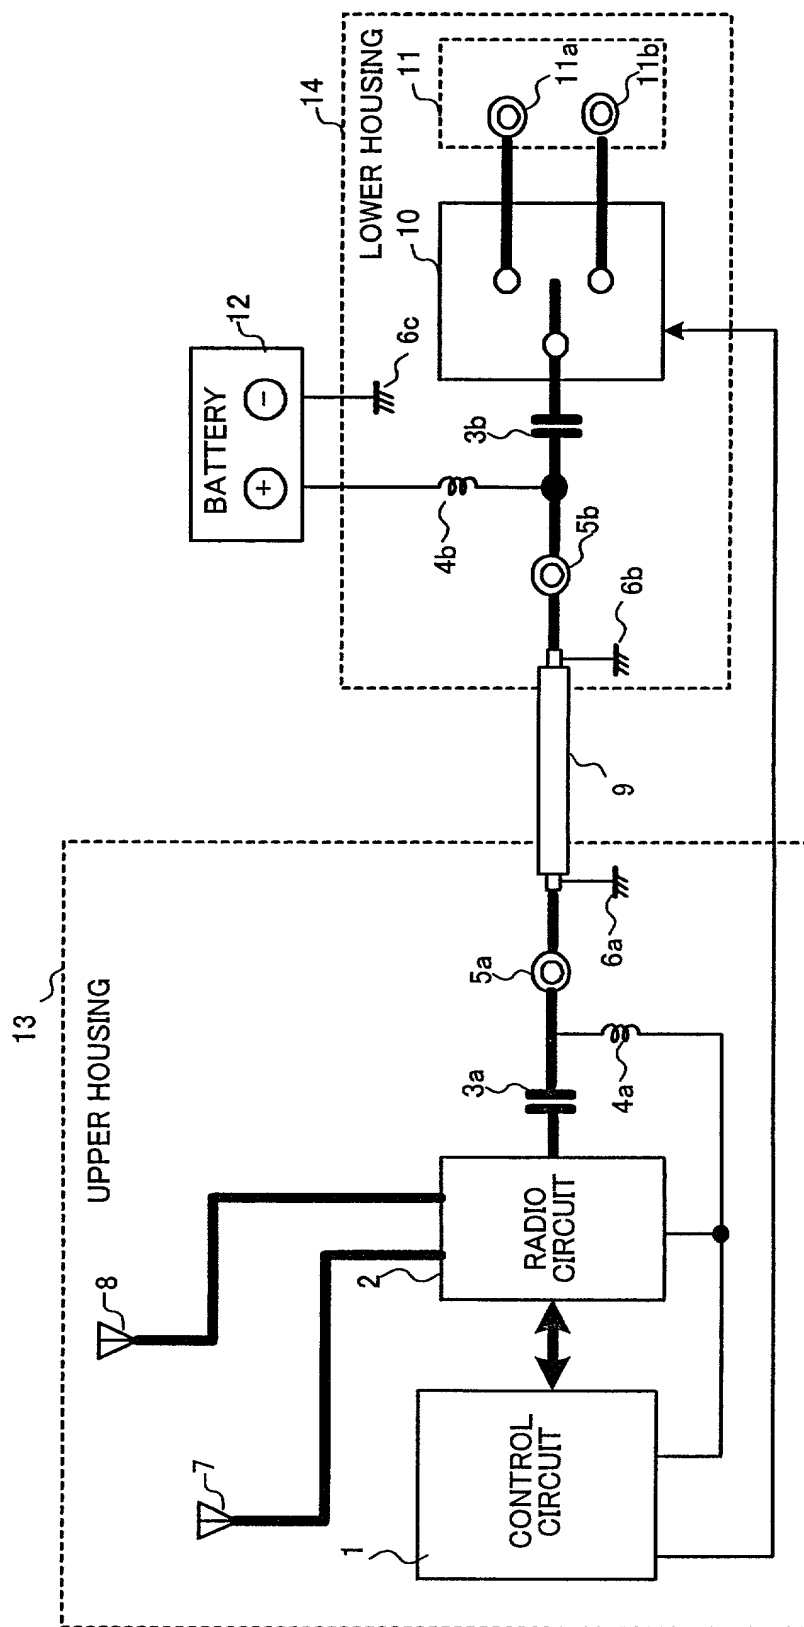 13
UPPER HOUSING
8
7
1
CONTROL
CIRCUIT
2
RADIO
CIRCUIT
3a
4a
5a
6a
9
14
LOWER HOUSING
12
BATTERY
+
−
6c
4b
3b
5b
6b
10
11
11a
11b